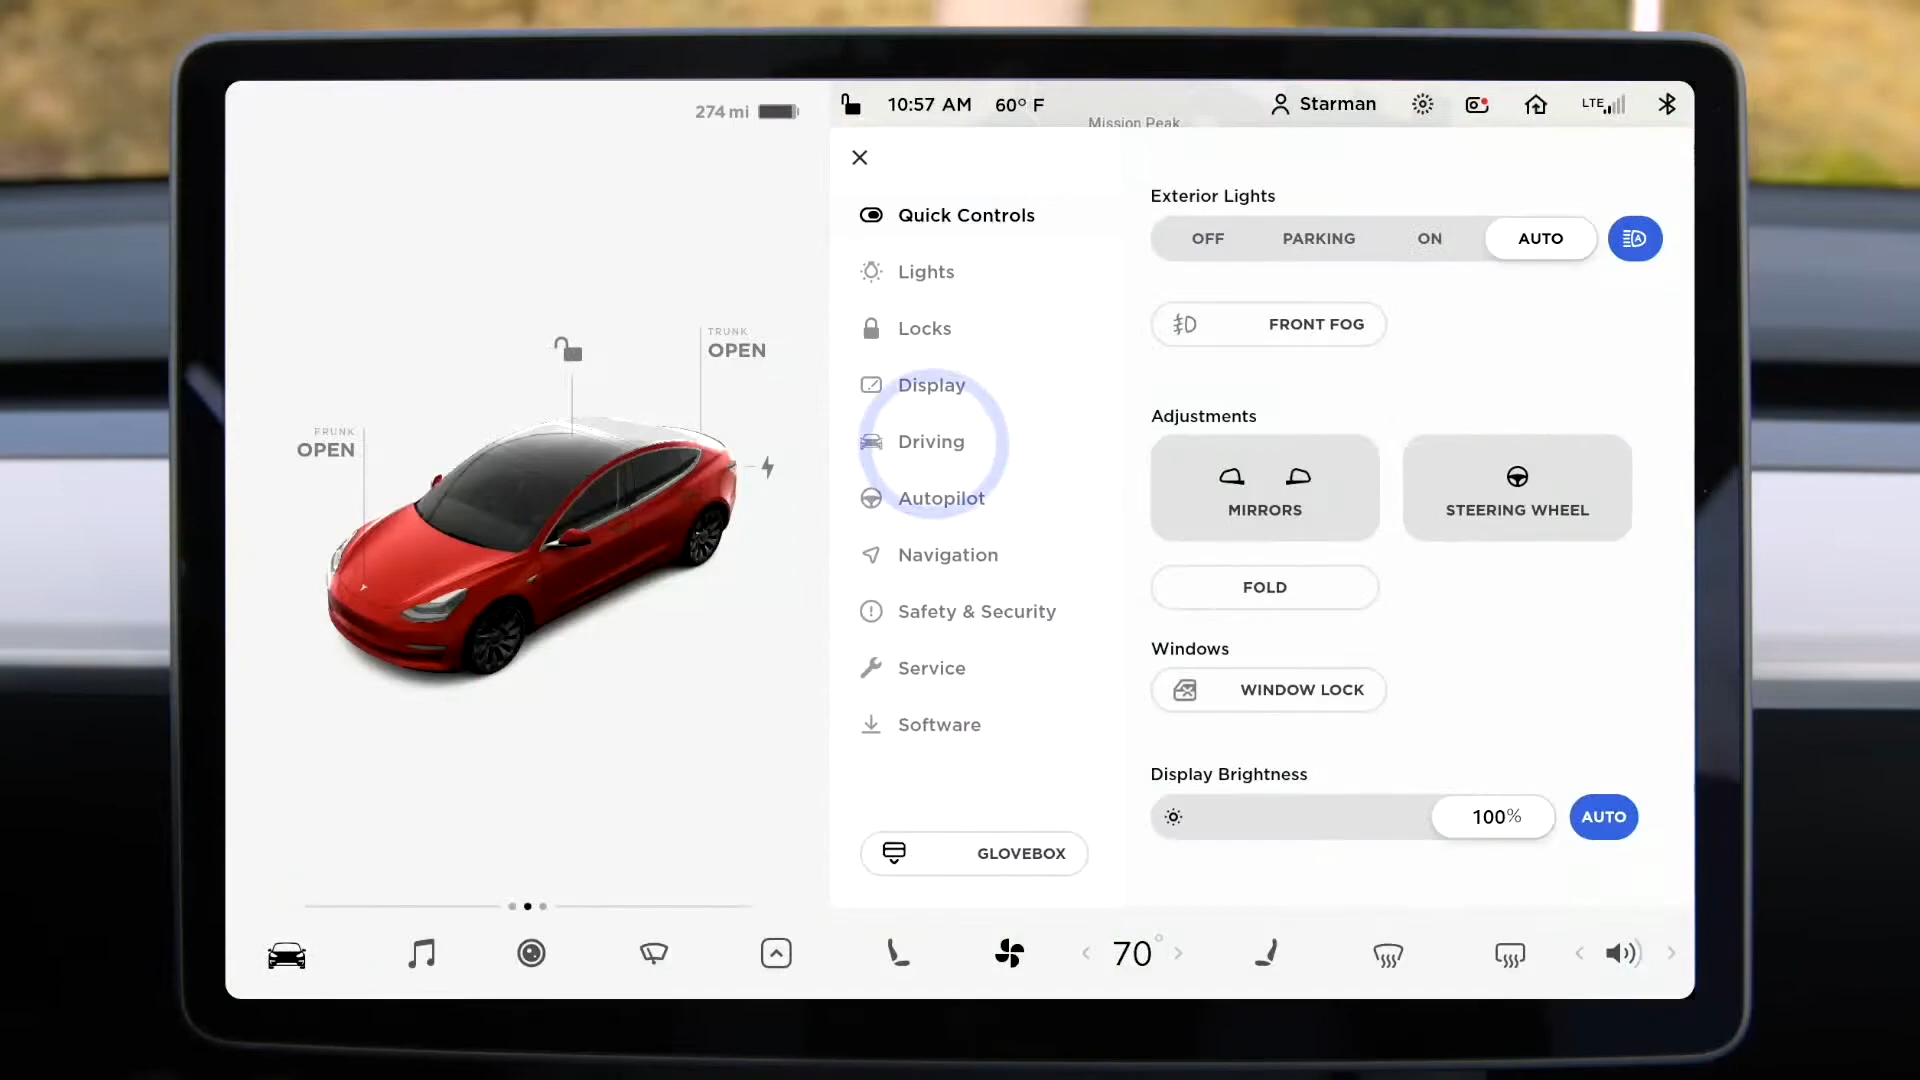 274 mi
10:57 AM 60° F
Starman
LTE
Mission Peak
Quick Controls
Lights
Locks
Display
Driving
Autopilot
Navigation
Safety & Security
Service
Software
GLOVEBOX
Exterior Lights
OFF PARKING ON AUTO
FRONT FOG
Adjustments
MIRRORS
STEERING WHEEL
FOLD
Windows
WINDOW LOCK
Display Brightness
100% AUTO
TRUNK
OPEN
FRUNK
OPEN
70°